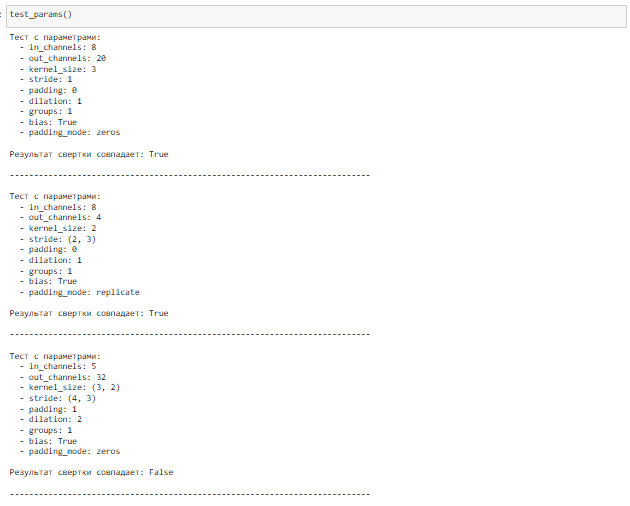 : test_params()
Тест с параметрами:
- in_channels: 8
- out_channels: 20
- kernel_size: 3
- stride: 1
- padding: 0
- dilation: 1
- groups: 1
- bias: True
- padding_mode: zeros
Результат свертки совпадает: True
--------------------------------------------------------------------------
Тест с параметрами:
- in_channels: 8
- out_channels: 4
- kernel_size: 2
- stride: (2, 3)
- padding: 0
- dilation: 1
- groups: 1
- bias: True
- padding_mode: replicate
Результат свертки совпадает: True
--------------------------------------------------------------------------
Тест с параметрами:
- in_channels: 5
- out_channels: 32
- kernel_size: (3, 2)
- stride: (4, 3)
- padding: 1
- dilation: 2
- groups: 1
- bias: True
- padding_mode: zeros
Результат свертки совпадает: False
--------------------------------------------------------------------------